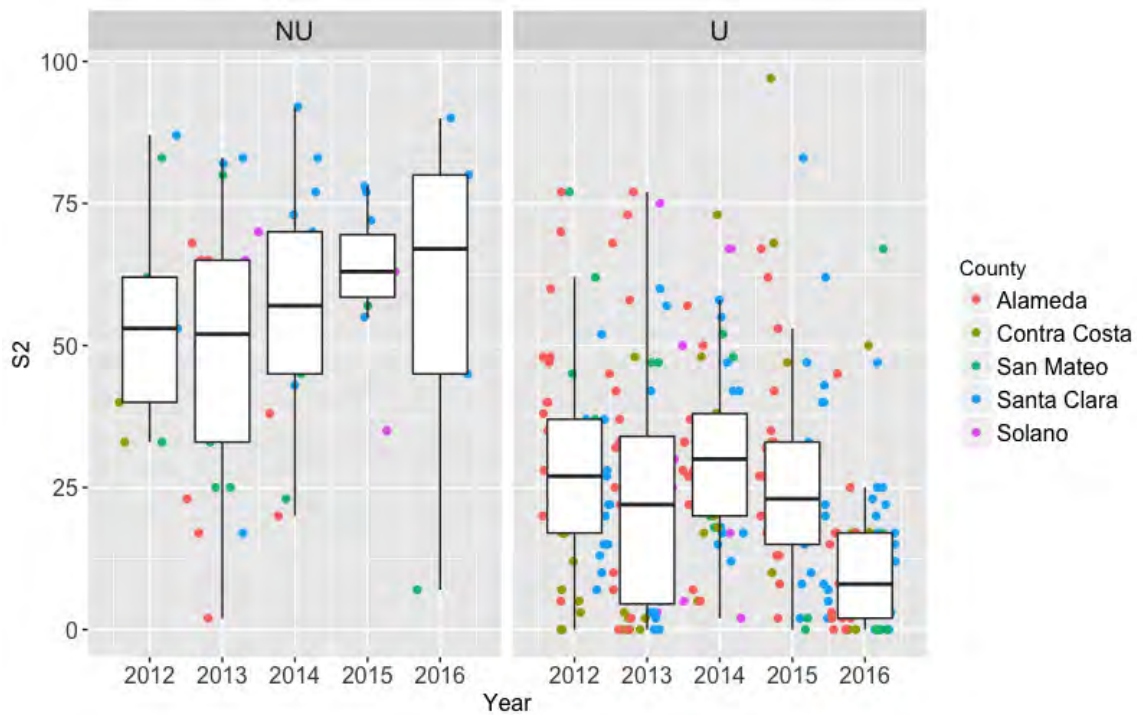 NU
U
100
75
50
25
0
S2
2012 2013 2014 2015 2016
2012 2013 2014 2015 2016
Year
County
Alameda
Contra Costa
San Mateo
Santa Clara
Solano